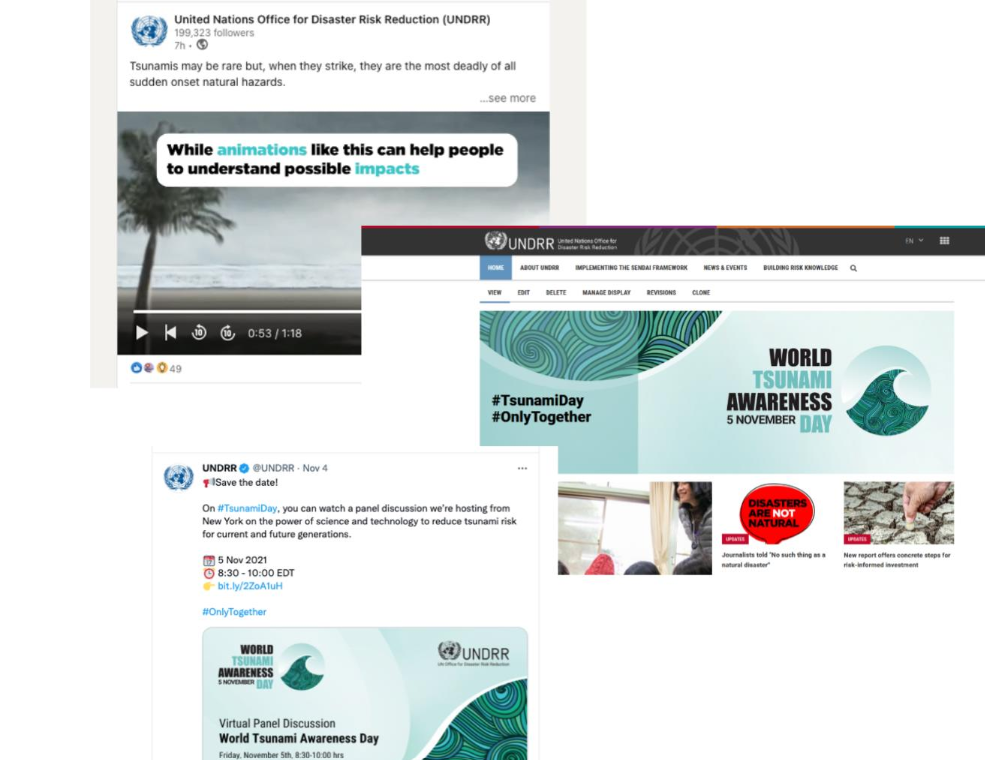 United Nations Office for Disaster Risk Reduction (UNDRR)
199,323 followers
7h •
Tsunamis may be rare but, when they strike, they are the most deadly of all
sudden onset natural hazards.
...see more
While animations like this can help people
to understand possible impacts
10 10 0:53 / 1:18
49
UNDRR United Nations Office for
Disaster Risk Reduction
EN
HOME ABOUT UNDRR IMPLEMENTING THE SENDAI FRAMEWORK NEWS & EVENTS BUILDING RISK KNOWLEDGE
VIEW EDIT DELETE MANAGE DISPLAY REVISIONS CLONE
#TsunamiDay
#OnlyTogether
WORLD
TSUNAMI
AWARENESS
5 NOVEMBER DAY
DISASTERS
ARE NOT
NATURAL
UPDATES
Journalists told "No such thing as a
natural disaster"
UPDATES
New report offers concrete steps for
risk-informed investment
UNDRR @UNDRR · Nov 4
Save the date!
On #TsunamiDay, you can watch a panel discussion we're hosting from
New York on the power of science and technology to reduce tsunami risk
for current and future generations.
5 Nov 2021
8:30 - 10:00 EDT
bit.ly/2ZoA1uH
#OnlyTogether
WORLD
TSUNAMI
AWARENESS
5 NOVEMBER DAY
UNDRR
UN Office for Disaster Risk Reduction
Virtual Panel Discussion
World Tsunami Awareness Day
Friday, November 5th, 8:30-10:00 hrs